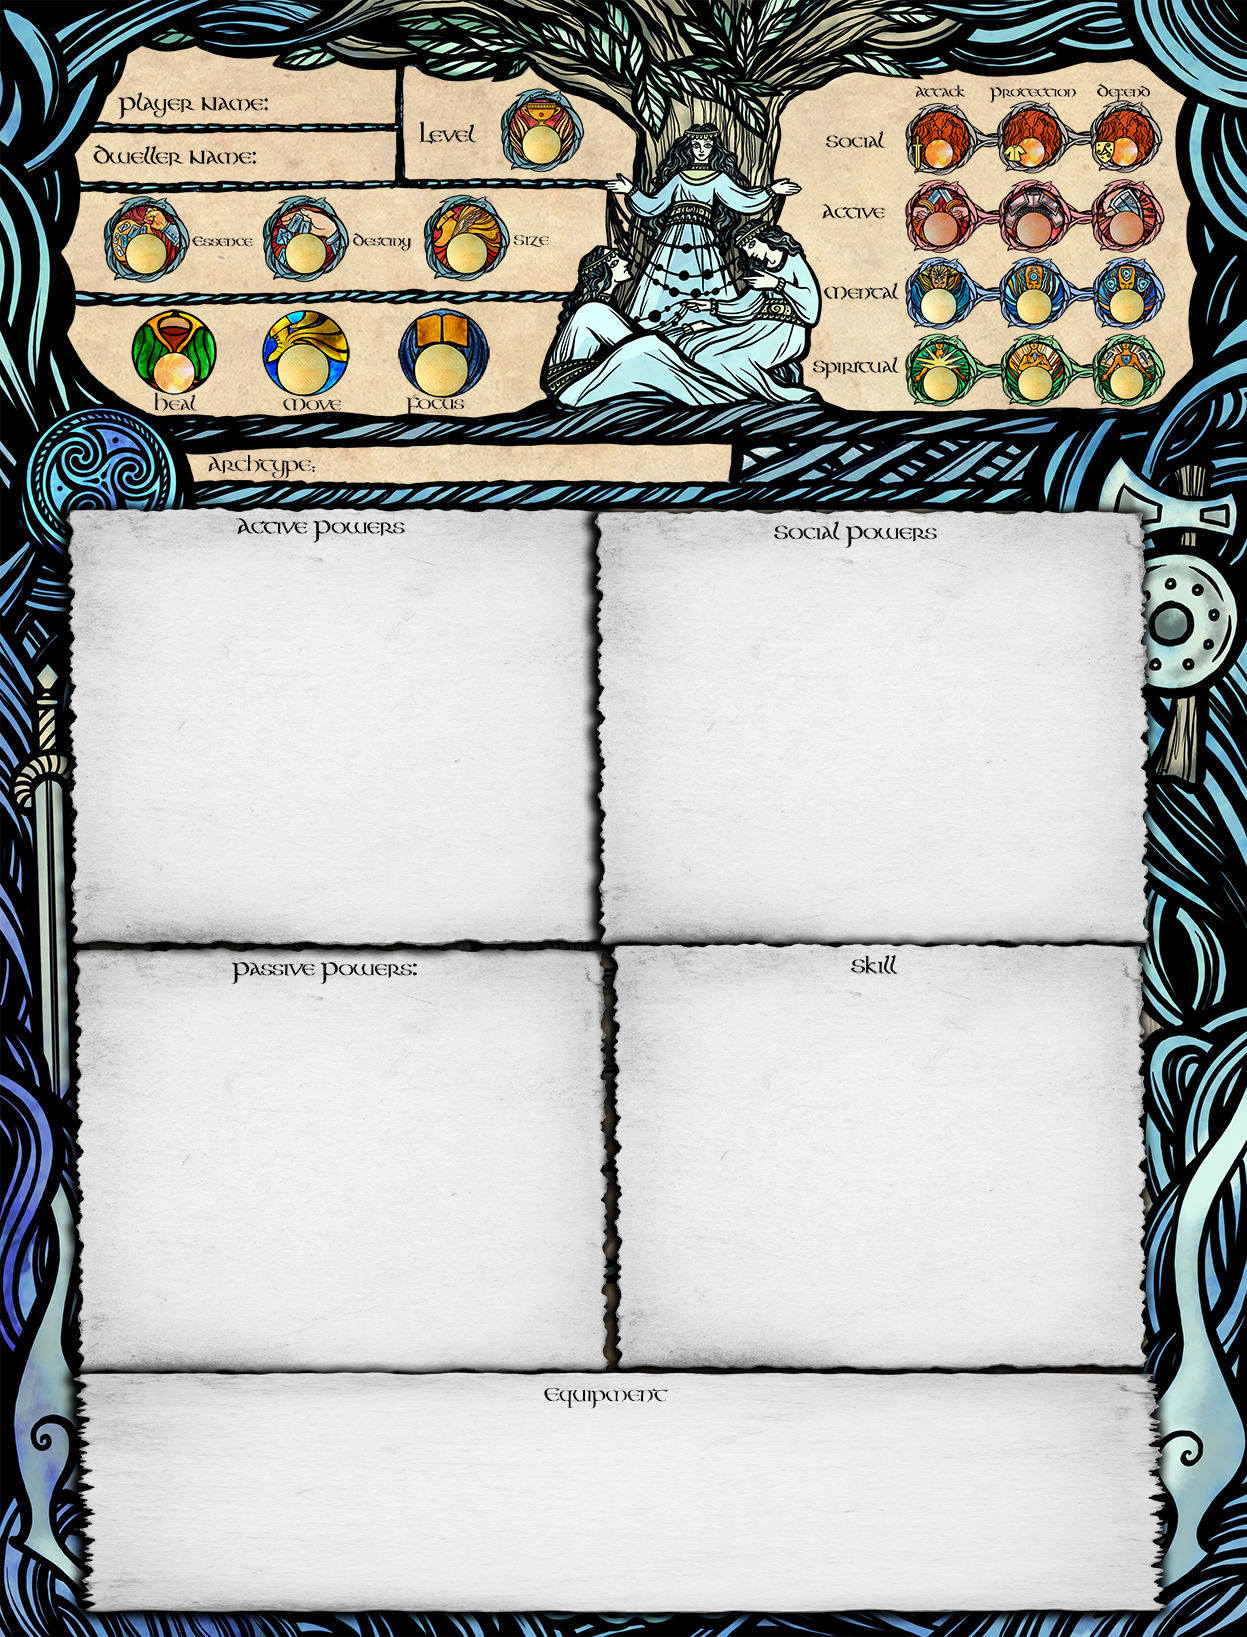 Player Name:
Dweller Name:
Level
Essence
Destiny
Size
Heal
Move
Focus
Attack Protection Defend
Social
Active
Mental
Spiritual
Archtype:
Active Powers
Social Powers
Passive Powers:
Skill
Equipment